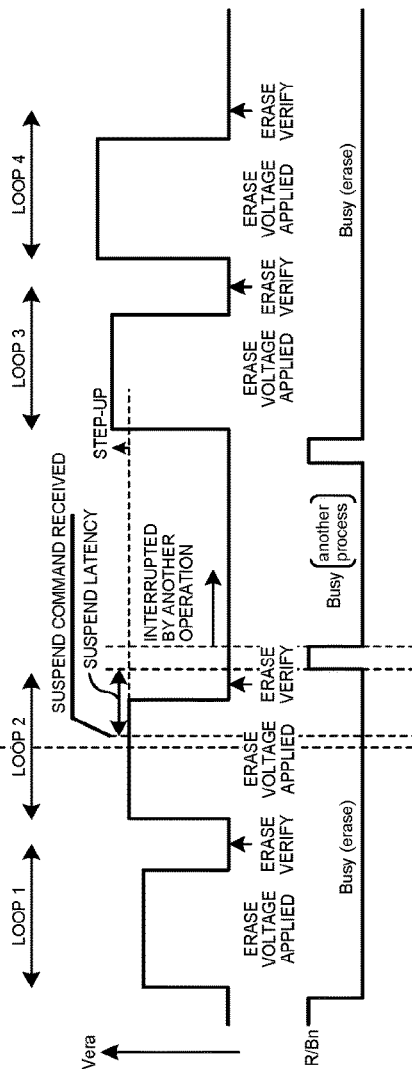 LOOP 1
LOOP 2
LOOP 3
LOOP 4
SUSPEND COMMAND RECEIVED
SUSPEND LATENCY
STEP-UP
INTERRUPTED
BY ANOTHER
OPERATION
Vera
ERASE
VOLTAGE
APPLIED
ERASE
VERIFY
ERASE
VOLTAGE
APPLIED
ERASE
VERIFY
ERASE
VOLTAGE
APPLIED
ERASE
VERIFY
ERASE
VOLTAGE
APPLIED
ERASE
VERIFY
R/Bn
Busy (erase)
Busy (another
process)
Busy (erase)